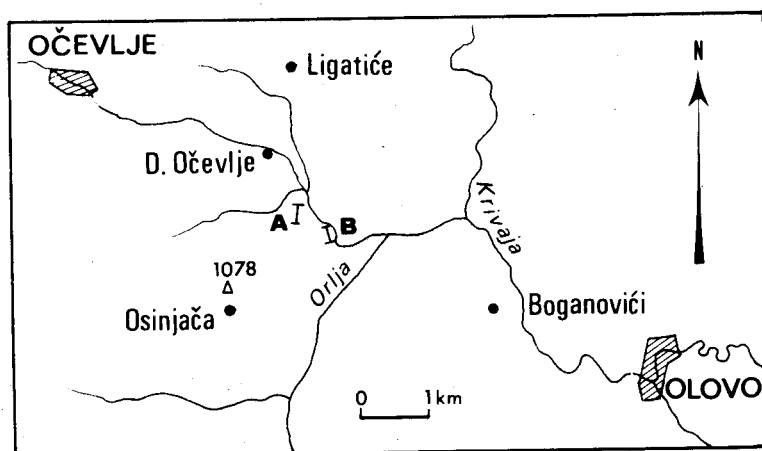 OČEVLJE
Ligatiće
N
D. Očevlje
Krivaja
A
B
1078
Orlja
Osinjača
Boganovići
0 1km
OLOVO